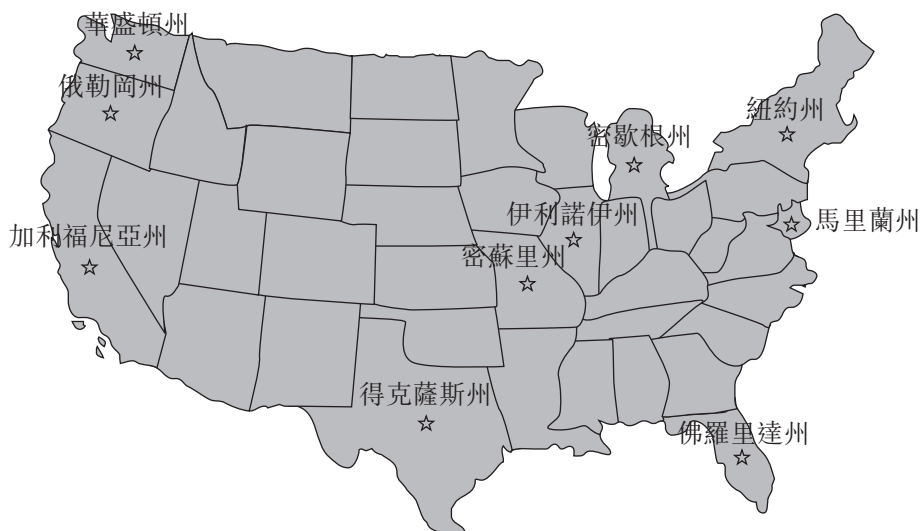 華盛頓州
俄勒岡州
紐約州
密歇根州
伊利諾伊州
馬里蘭州
加利福尼亞州
密蘇里州
得克薩斯州
佛羅里達州